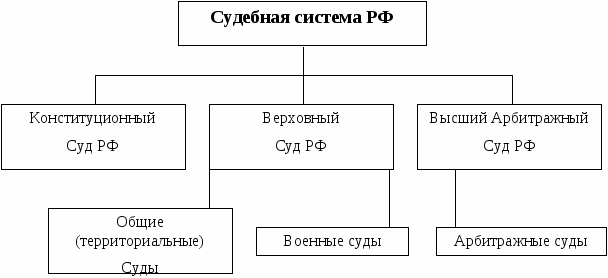 Судебная система РФ
Конституционный
Суд РФ
Верховный
Суд РФ
Высший Арбитражный
Суд РФ
Общие
(территориальные)
Суды
Военные суды
Арбитражные суды